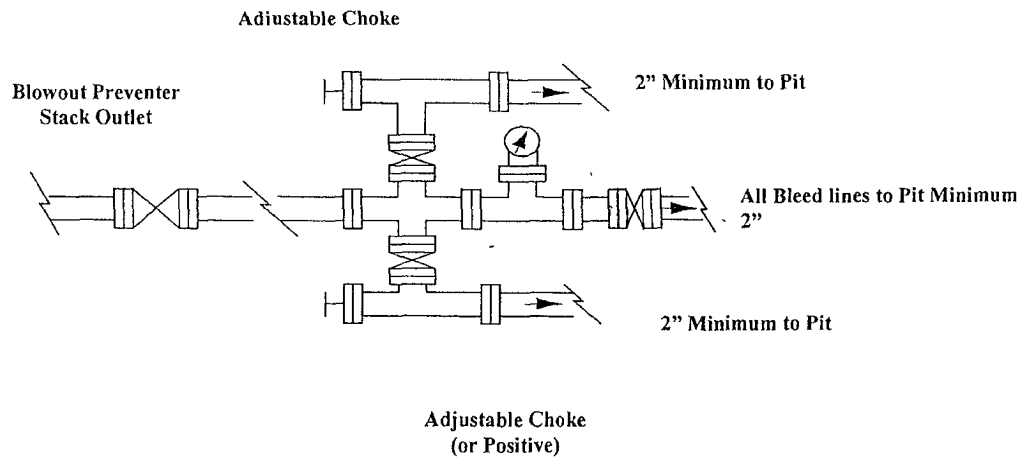 Adjustable Choke
Blowout Preventer
Stack Outlet
2” Minimum to Pit
All Bleed lines to Pit Minimum
2”
2” Minimum to Pit
Adjustable Choke
(or Positive)